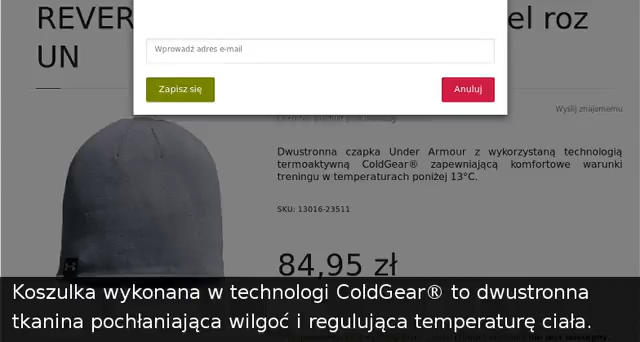 REVER
el roz
UN
Wprowadź adres e-mail
Zapisz się
Anuluj
Wyślij znajomemu
Dwustronna czapka Under Armour z wykorzystaną technologią
termoaktywną ColdGear® zapewniającą komfortowe warunki
treningu w temperaturach poniżej 13°C.
SKU: 13016-23511
84,95 zł
Koszulka wykonana w technologi ColdGear® to dwustronna
tkanina pochłaniająca wilgoć i regulująca temperaturę ciała.